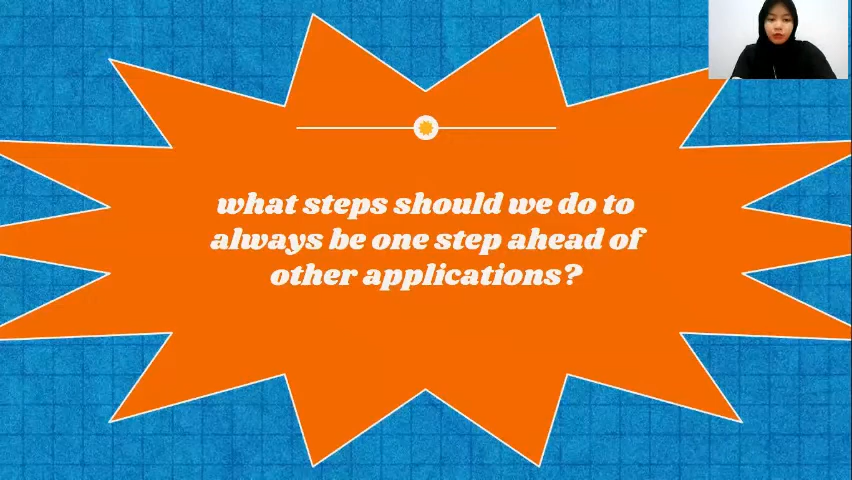 what steps should we do to
always be one step ahead of
other applications?